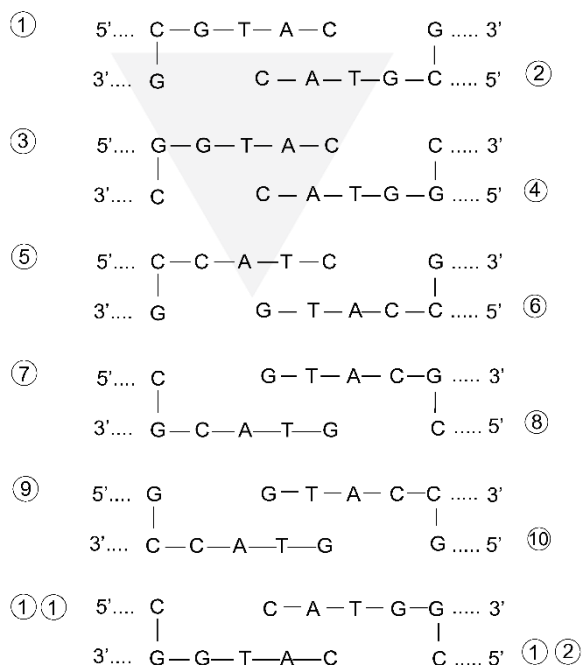 ① 5’.... C – G – T – A – C G ..... 3’
3’.... G C – A – T – G – C ..... 5’ ②
③ 5’.... G – G – T – A – C C ..... 3’
3’.... C C – A – T – G – G ..... 5’ ④
⑤ 5’.... C – C – A – T – C G ..... 3’
3’.... G G – T – A – C – C ..... 5’ ⑥
⑦ 5’.... C G – T – A – C – G ..... 3’
3’.... G – C – A – T – G C ..... 5’ ⑧
⑨ 5’.... G G – T – A – C – C ..... 3’
3’.... C – C – A – T – G G ..... 5’ ⑩
①① 5’.... C C – A – T – G – G ..... 3’
3’.... G – G – T – A – C C ..... 5’ ①②